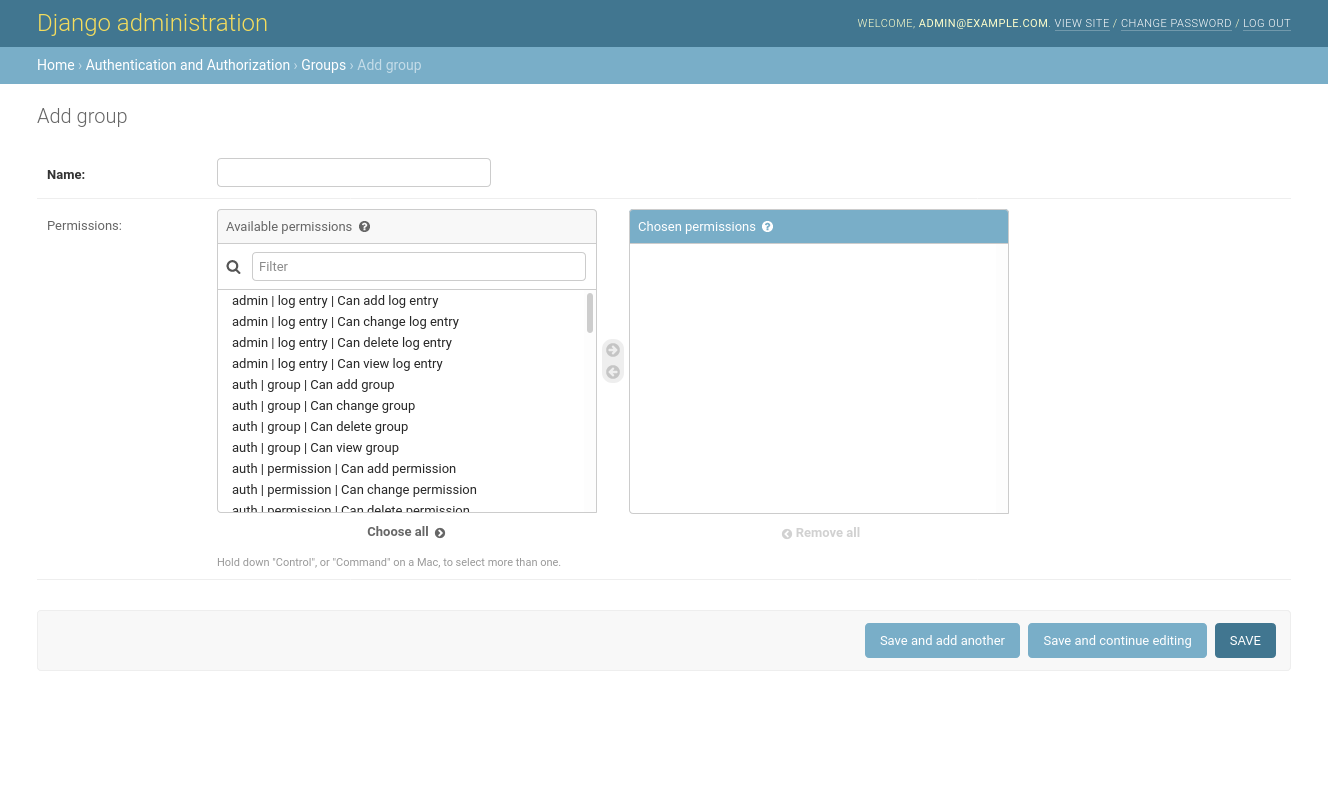 Django administration
WELCOME, ADMIN@EXAMPLE.COM. VIEW SITE / CHANGE PASSWORD / LOG OUT
Home › Authentication and Authorization › Groups › Add group
Add group
Name:
Permissions:
Available permissions
Filter
admin | log entry | Can add log entry
admin | log entry | Can change log entry
admin | log entry | Can delete log entry
admin | log entry | Can view log entry
auth | group | Can add group
auth | group | Can change group
auth | group | Can delete group
auth | group | Can view group
auth | permission | Can add permission
auth | permission | Can change permission
auth | permission | Can delete permission
Choose all
Chosen permissions
Remove all
Hold down "Control", or "Command" on a Mac, to select more than one.
Save and add another
Save and continue editing
SAVE